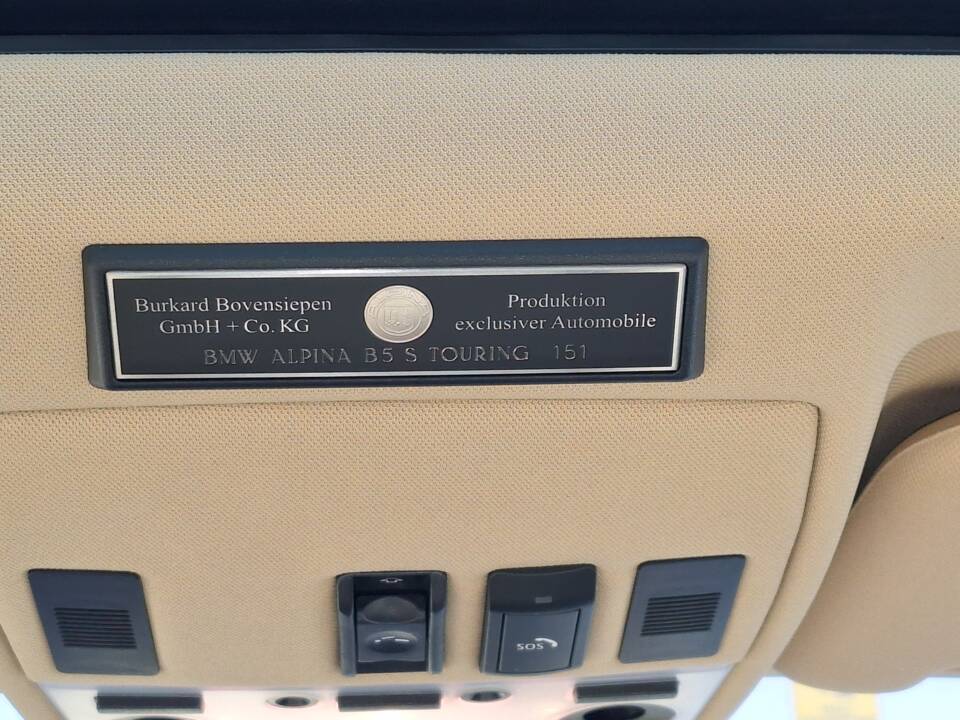 Burkard Bovensiepen
GmbH + Co. KG
Produktion
exclusiver Automobile
BMW ALPINA B5 S TOURING 151
SOS